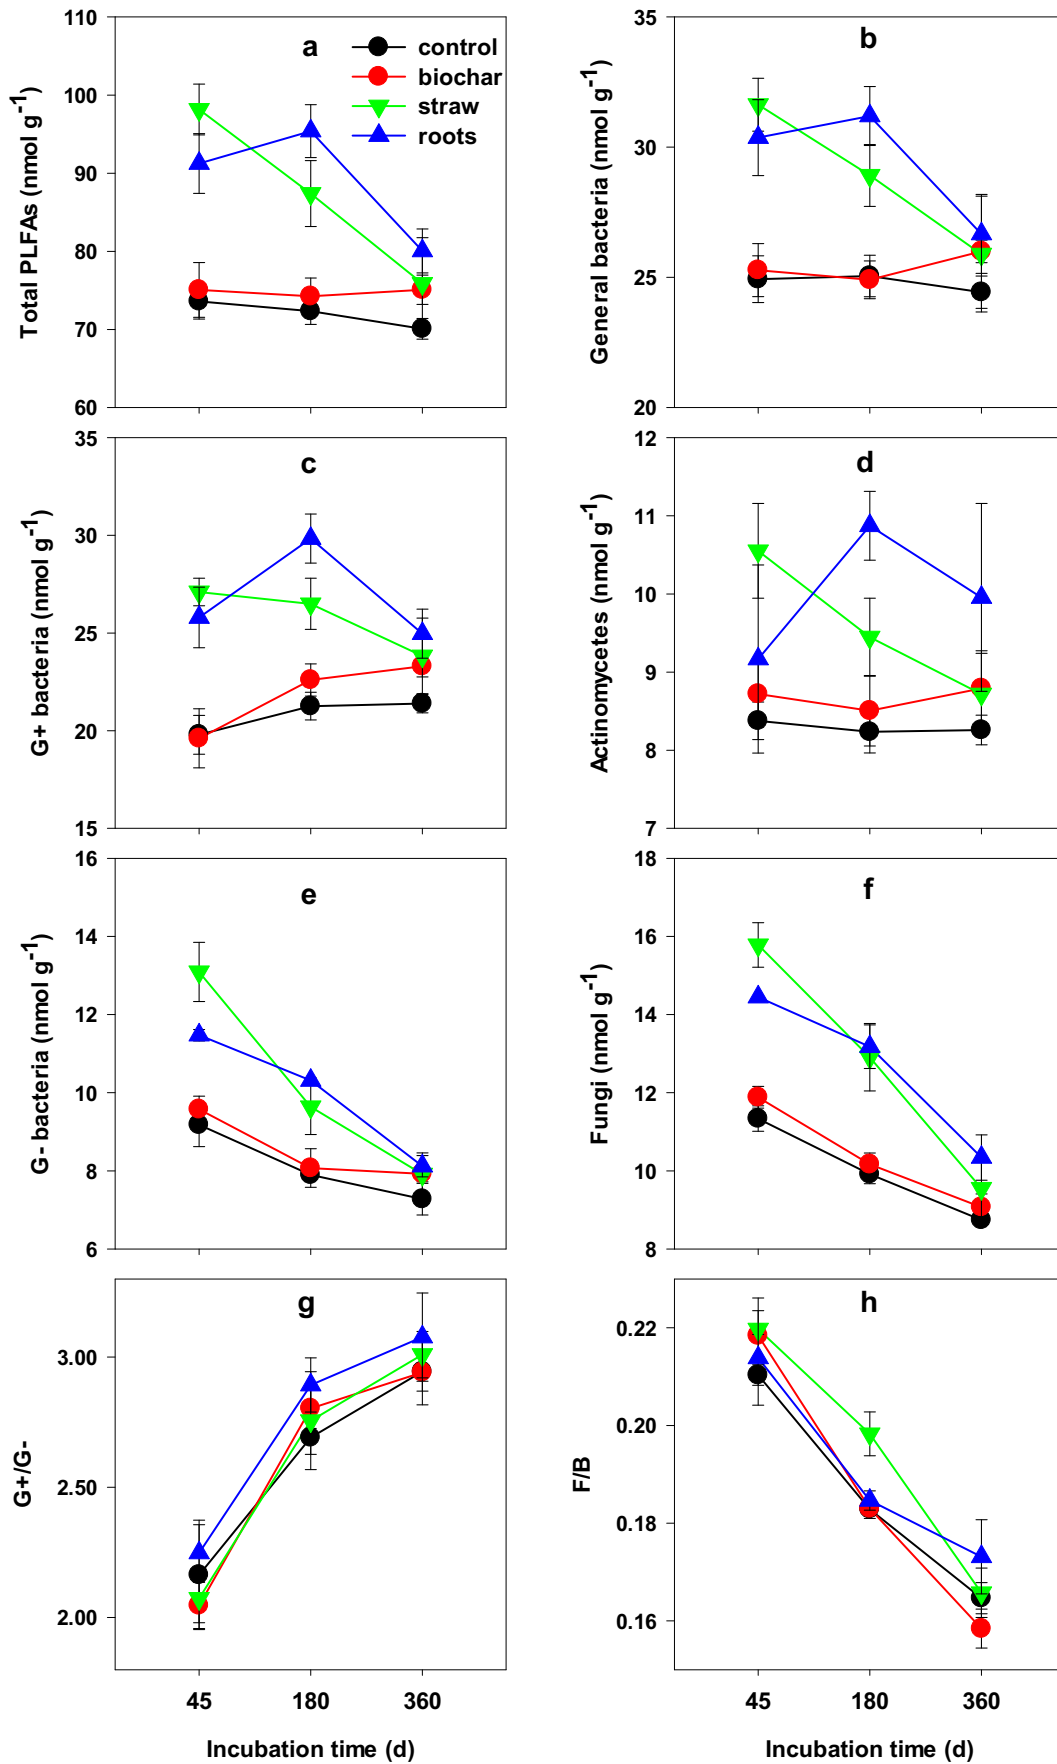 a
control
biochar
straw
roots
Total PLFAs (nmol g-1)
110
100
90
80
70
60
b
General bacteria (nmol g-1)
35
30
25
20
c
G+ bacteria (nmol g-1)
35
30
25
20
15
d
Actinomycetes (nmol g-1)
12
11
10
9
8
7
e
G- bacteria (nmol g-1)
16
14
12
10
8
6
f
Fungi (nmol g-1)
18
16
14
12
10
8
g
G+/G-
3.00
2.50
2.00
45 180 360
Incubation time (d)
h
F/B
0.22
0.20
0.18
0.16
45 180 360
Incubation time (d)